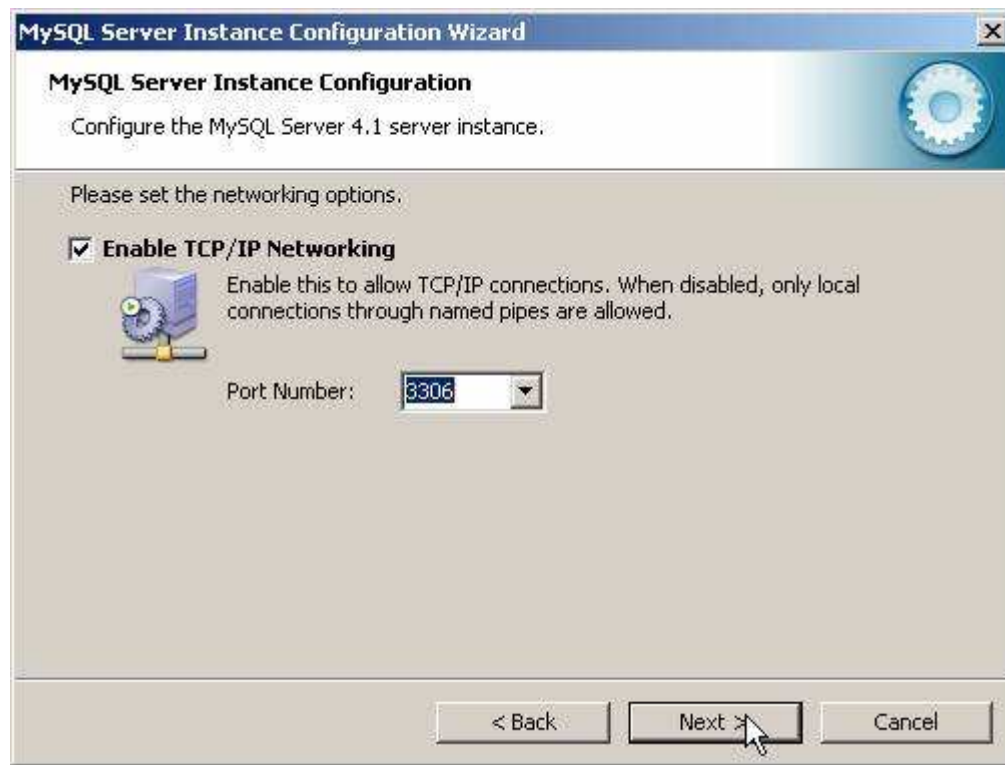 MySQL Server Instance Configuration Wizard
MySQL Server Instance Configuration
Configure the MySQL Server 4.1 server instance.
Please set the networking options.
Enable TCP/IP Networking
Enable this to allow TCP/IP connections. When disabled, only local
connections through named pipes are allowed.
Port Number: 3306
< Back Next > Cancel